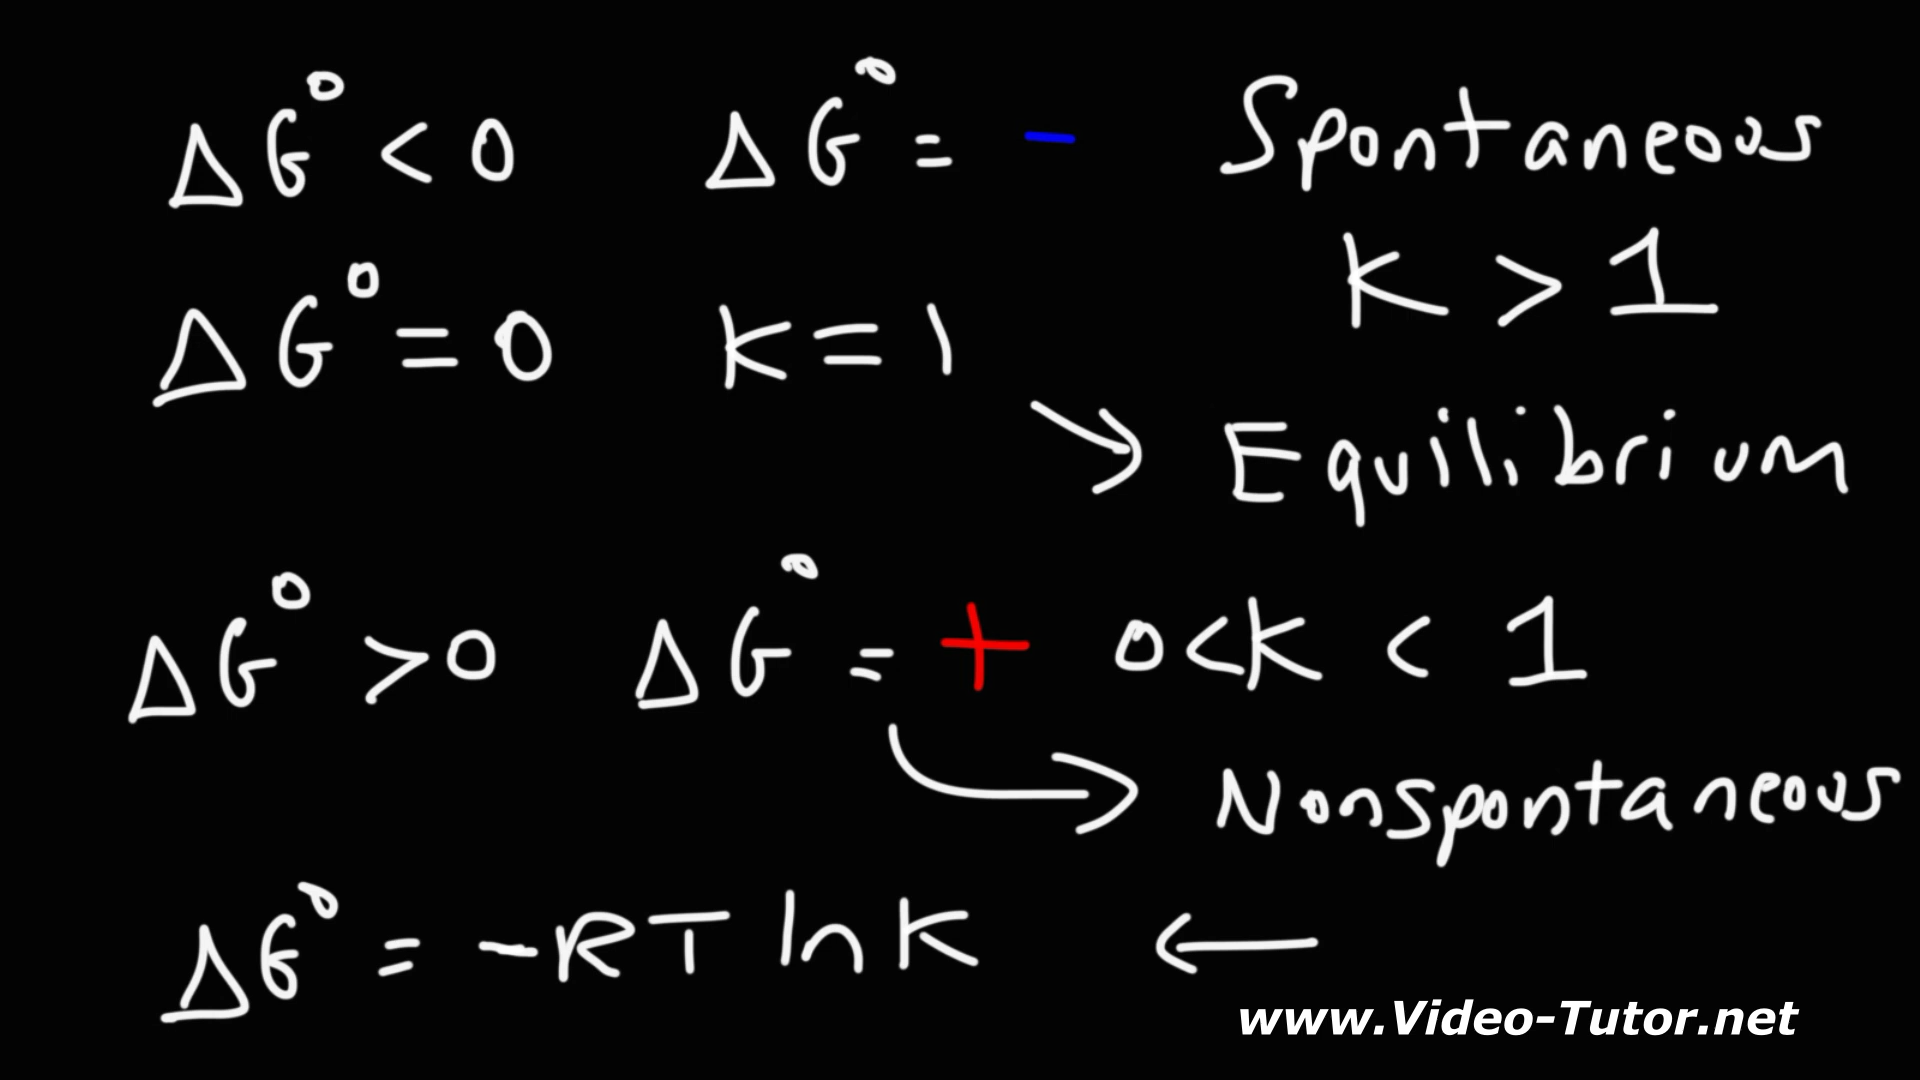 ΔG° < 0 ΔG° = - Spontaneous
K > 1
ΔG° = 0 K = 1
Equilibrium
ΔG° > 0 ΔG° = + 0 < K < 1
Nonspontaneous
ΔG° = -RT ln K
www.Video-Tutor.net